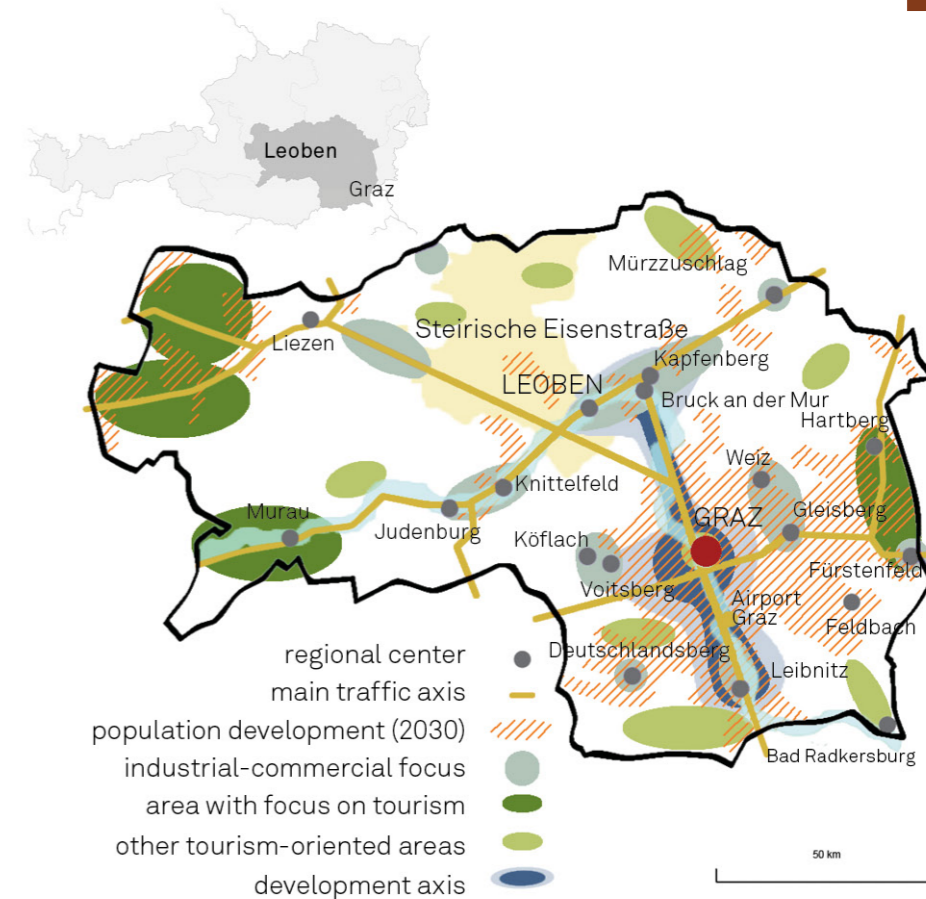 Leoben
Graz
Mürzzuschlag
Steirische Eisenstraße
Liezen
Kapfenberg
LEOBEN
Bruck an der Mur
Hartberg
Weiz
Knittelfeld
Gleisberg
Murau
GRAZ
Judenburg
Köflach
Voitsberg
Fürstenfeld
Airport
Graz
Feldbach
Deutschlandsberg
Leibnitz
Bad Radkersburg
regional center
main traffic axis
population development (2030)
industrial-commercial focus
area with focus on tourism
other tourism-oriented areas
development axis
50 km